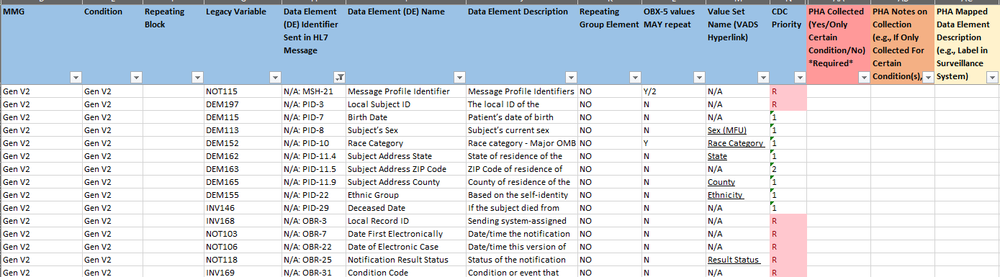 MMG Condition Repeating Block Legacy Variable Data Element (DE) Identifier Sent in HL7 Message Data Element (DE) Name Data Element Description Repeating Group Element OBX-5 values MAY repeat Value Set Name (VADS Hyperlink) CDC Priority PHA Collected (Yes/Only Certain Condition/No) *Required* PHA Notes on Collection (e.g., If Only Collected For Certain Condition(s), PHA Mapped Data Element Description (e.g., Label in Surveillance System)
Gen V2 Gen V2 NOT115 N/A: MSH-21 Message Profile Identifier Message Profile Identifiers NO Y/2 N/A R
Gen V2 Gen V2 DEM197 N/A: PID-3 Local Subject ID The local ID of the NO N N/A R
Gen V2 Gen V2 DEM115 N/A: PID-7 Birth Date Patient's date of birth NO N N/A 1
Gen V2 Gen V2 DEM113 N/A: PID-8 Subject's Sex Subject's current sex NO N Sex (MFU) 1
Gen V2 Gen V2 DEM152 N/A: PID-10 Race Category Race category - Major OMB NO Y Race Category 1
Gen V2 Gen V2 DEM162 N/A: PID-11.4 Subject Address State State of residence of the NO N State 1
Gen V2 Gen V2 DEM163 N/A: PID-11.5 Subject Address ZIP Code ZIP Code of residence of NO N N/A 2
Gen V2 Gen V2 DEM165 N/A: PID-11.9 Subject Address County County of residence of the NO N County 1
Gen V2 Gen V2 DEM155 N/A: PID-22 Ethnic Group Based on the self-identity NO N Ethnicity 1
Gen V2 Gen V2 INV146 N/A: PID-29 Deceased Date If the subject died from NO N N/A 1
Gen V2 Gen V2 INV168 N/A: OBR-3 Local Record ID Sending system-assigned NO N N/A R
Gen V2 Gen V2 NOT103 N/A: OBR-7 Date First Electronically Date/time the notification NO N N/A R
Gen V2 Gen V2 NOT106 N/A: OBR-22 Date of Electronic Case Date/time this version of NO N N/A R
Gen V2 Gen V2 NOT118 N/A: OBR-25 Notification Result Status Status of the notification NO N Result Status R
Gen V2 Gen V2 INV169 N/A: OBR-31 Condition Code Condition or event that NO N N/A R